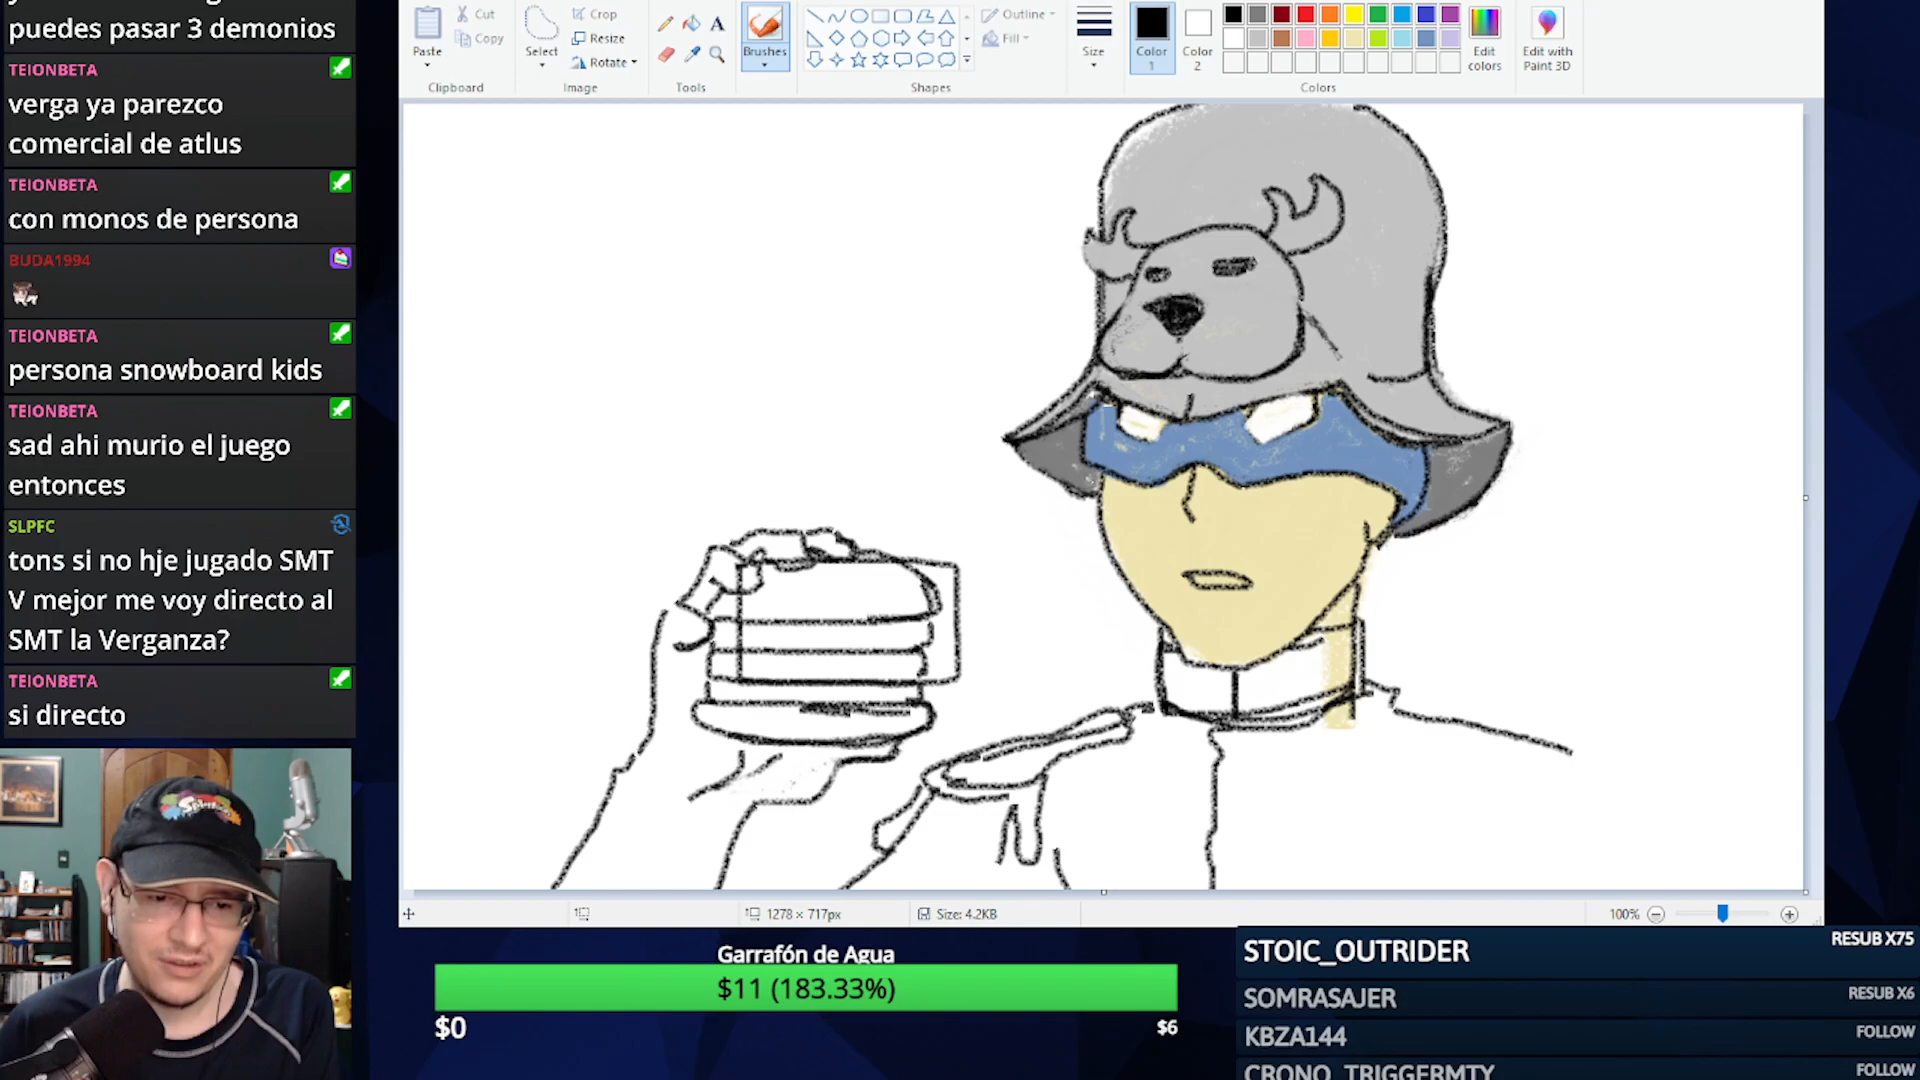 puedes pasar 3 demonios
TEIONBETA
verga ya parezco
comercial de atlus
TEIONBETA
con monos de persona
BUDA1994
TEIONBETA
persona snowboard kids
TEIONBETA
sad ahi murio el juego
entonces
SLPFC
tons si no hje jugado SMT
V mejor me voy directo al
SMT la Verganza?
TEIONBETA
si directo
Paste
Cut
Copy
Clipboard
Select
Crop
Resize
Rotate
Image
A
Tools
Brushes
Outline
Fill
Shapes
Size
Color
1
Color
2
Edit
colors
Colors
Edit with
Paint 3D
1278 × 717px
Size: 4.2KB
100%
Garrafón de Agua
$11 (183.33%)
$0
$6
STOIC_OUTRIDER
RESUB X75
SOMRASAJER
RESUB X6
KBZA144
FOLLOW
CRONO_TRIGGERMTY
FOLLOW